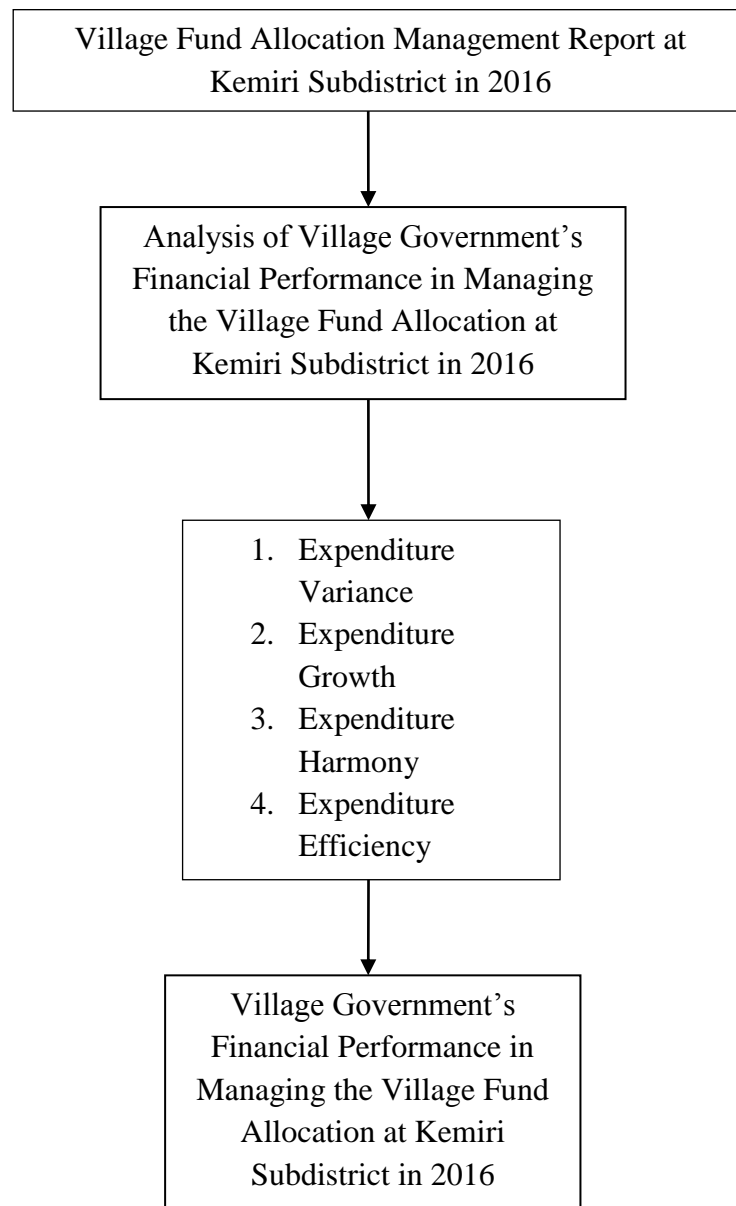 Village Fund Allocation Management Report at
Kemiri Subdistrict in 2016
Analysis of Village Government’s
Financial Performance in Managing
the Village Fund Allocation at
Kemiri Subdistrict in 2016
1. Expenditure
Variance
2. Expenditure
Growth
3. Expenditure
Harmony
4. Expenditure
Efficiency
Village Government’s
Financial Performance in
Managing the Village Fund
Allocation at Kemiri
Subdistrict in 2016